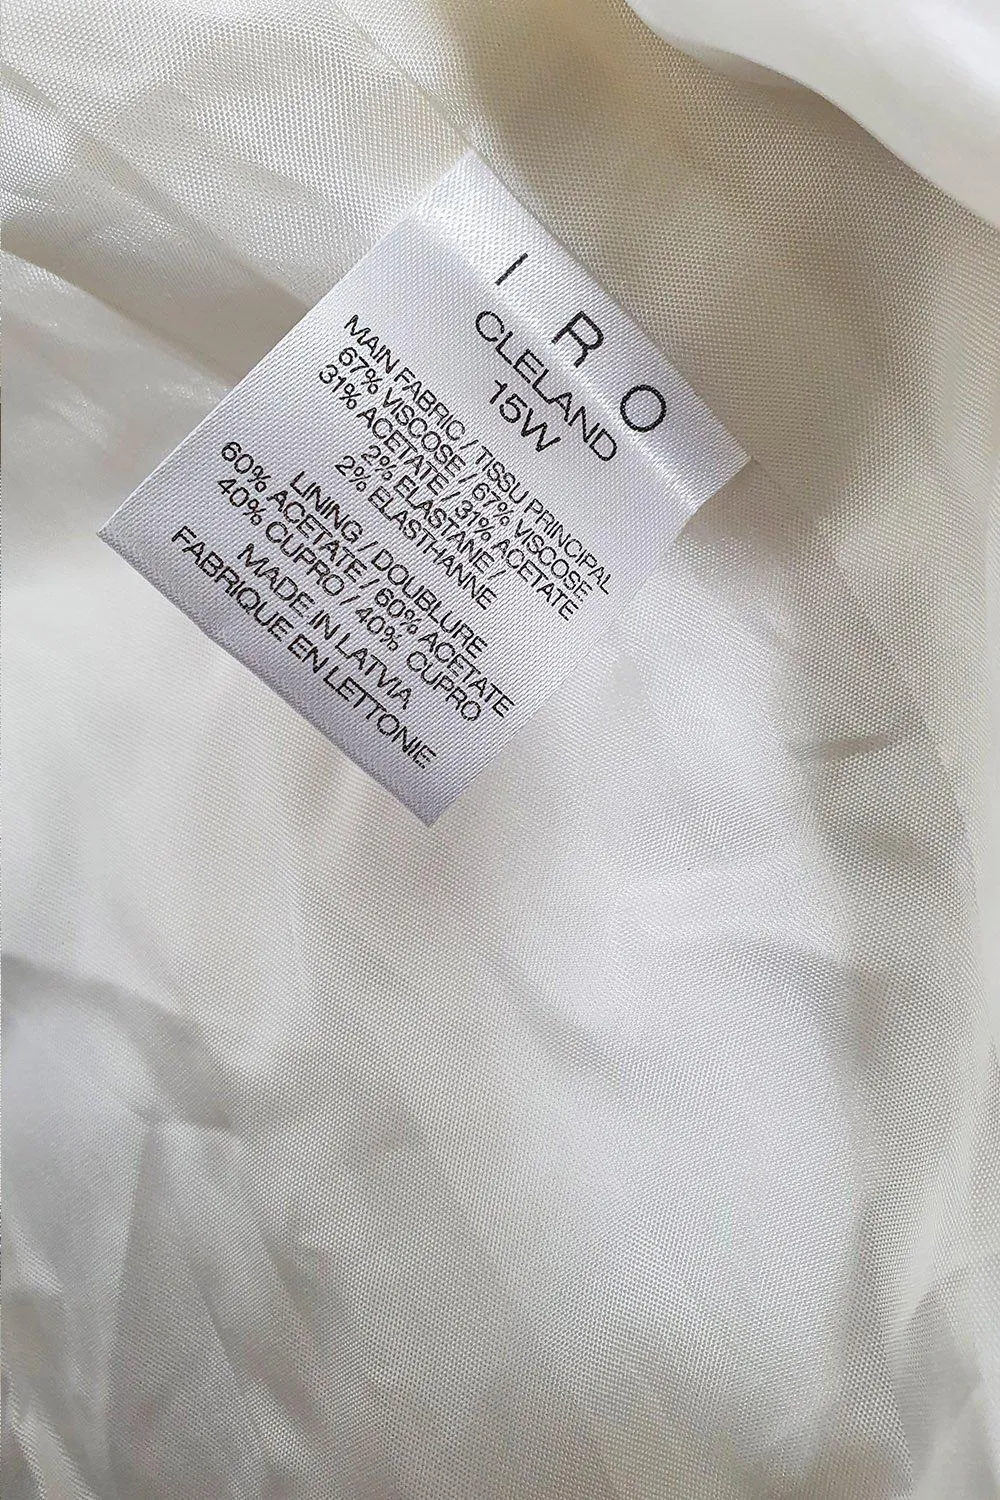 I R O
CLELAND
15W
MAIN FABRIC / TISSU PRINCIPAL
67% VISCOSE / 67% VISCOSE
31% ACETATE / 31% ACETATE
2% ELASTANE /
2% ELASTHANNE
LINING / DOUBLURE
60% ACETATE / 60% ACETATE
40% CUPRO / 40% CUPRO
MADE IN LATVIA
FABRIQUE EN LETTONIE